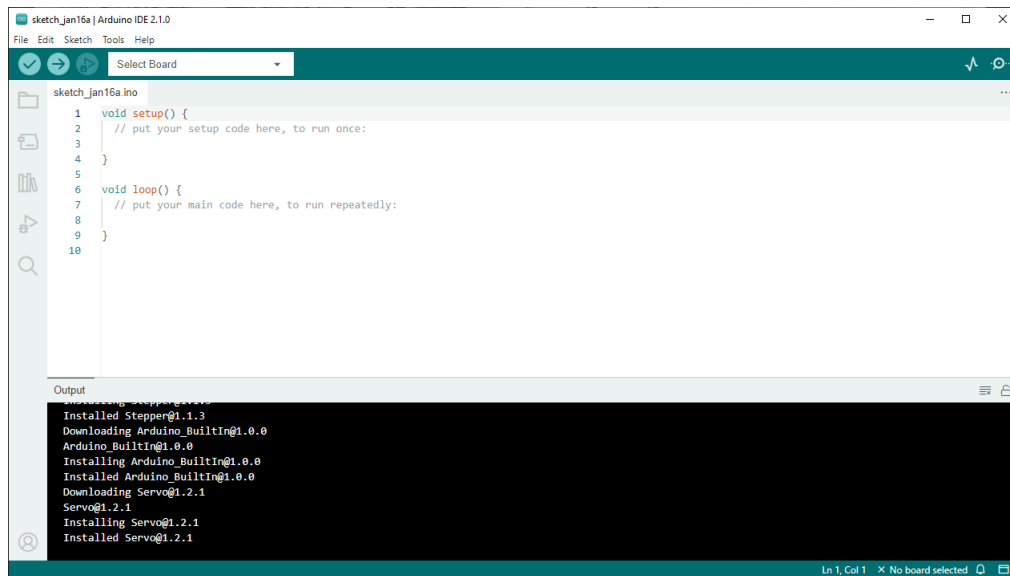 sketch_jan16a | Arduino IDE 2.1.0
File Edit Sketch Tools Help
Select Board
sketch_jan16a.ino
1 void setup() {
2 // put your setup code here, to run once:
3
4 }
5
6 void loop() {
7 // put your main code here, to run repeatedly:
8
9 }
10
Output
Installing Stepper@1.1.3
Installed Stepper@1.1.3
Downloading Arduino_BuiltIn@1.0.0
Arduino_BuiltIn@1.0.0
Installing Arduino_BuiltIn@1.0.0
Installed Arduino_BuiltIn@1.0.0
Downloading Servo@1.2.1
Servo@1.2.1
Installing Servo@1.2.1
Installed Servo@1.2.1
Ln 1, Col 1 × No board selected